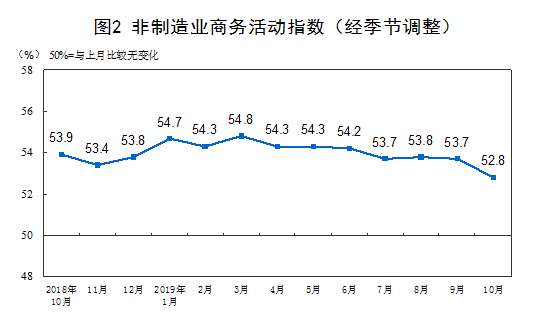 图2 非制造业商务活动指数（经季节调整）
（%） 50%=与上月比较无变化
58
56
54
52
50
48
53.9 53.4 53.8 54.7 54.3 54.8 54.3 54.3 54.2 53.7 53.8 53.7 52.8
2018年 11月 12月 2019年 2月 3月 4月 5月 6月 7月 8月 9月 10月
10月 1月